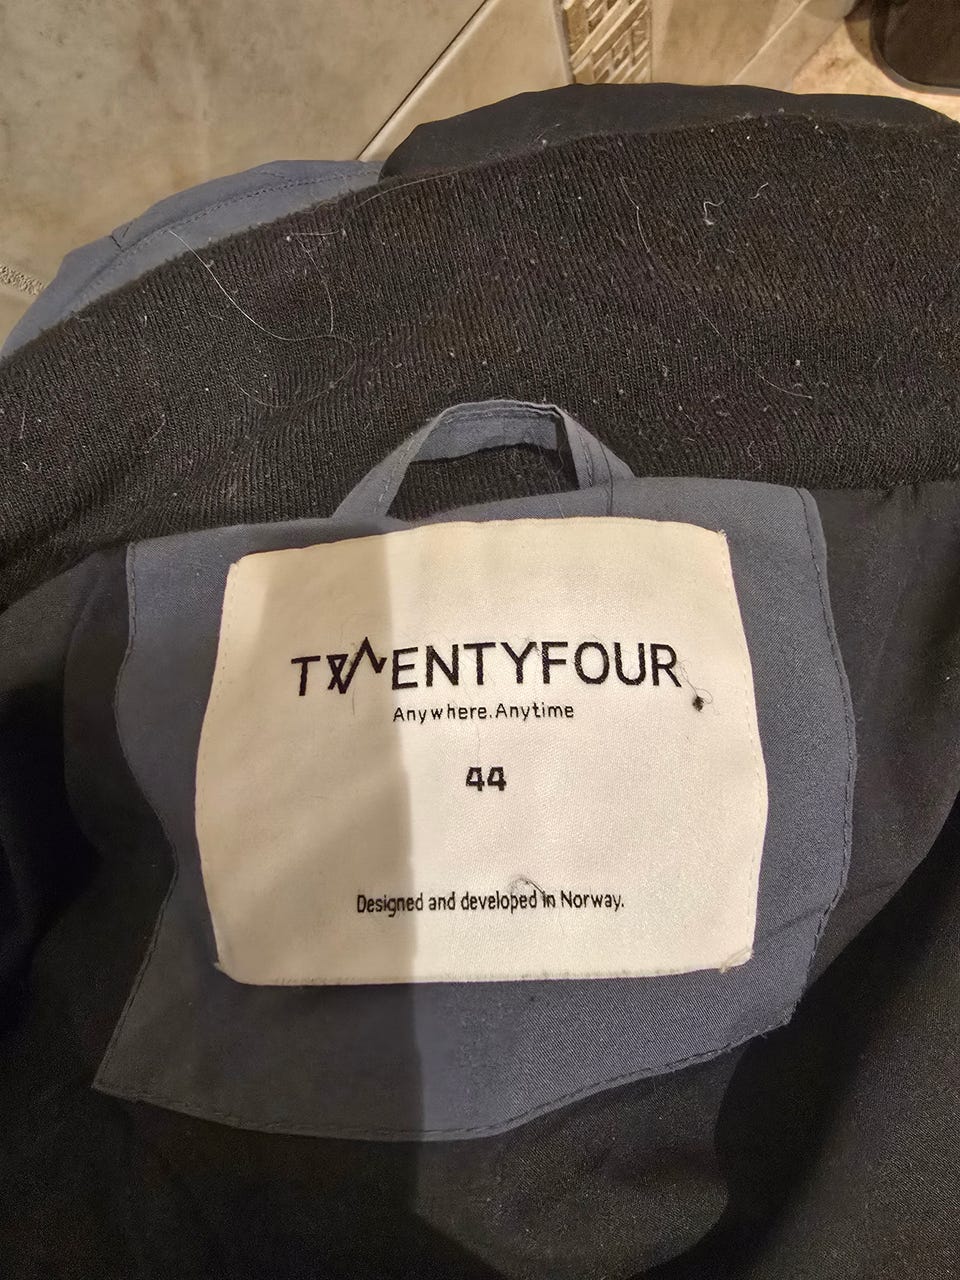 TWENTYFOUR
Anywhere.Anytime
44
Designed and developed in Norway.